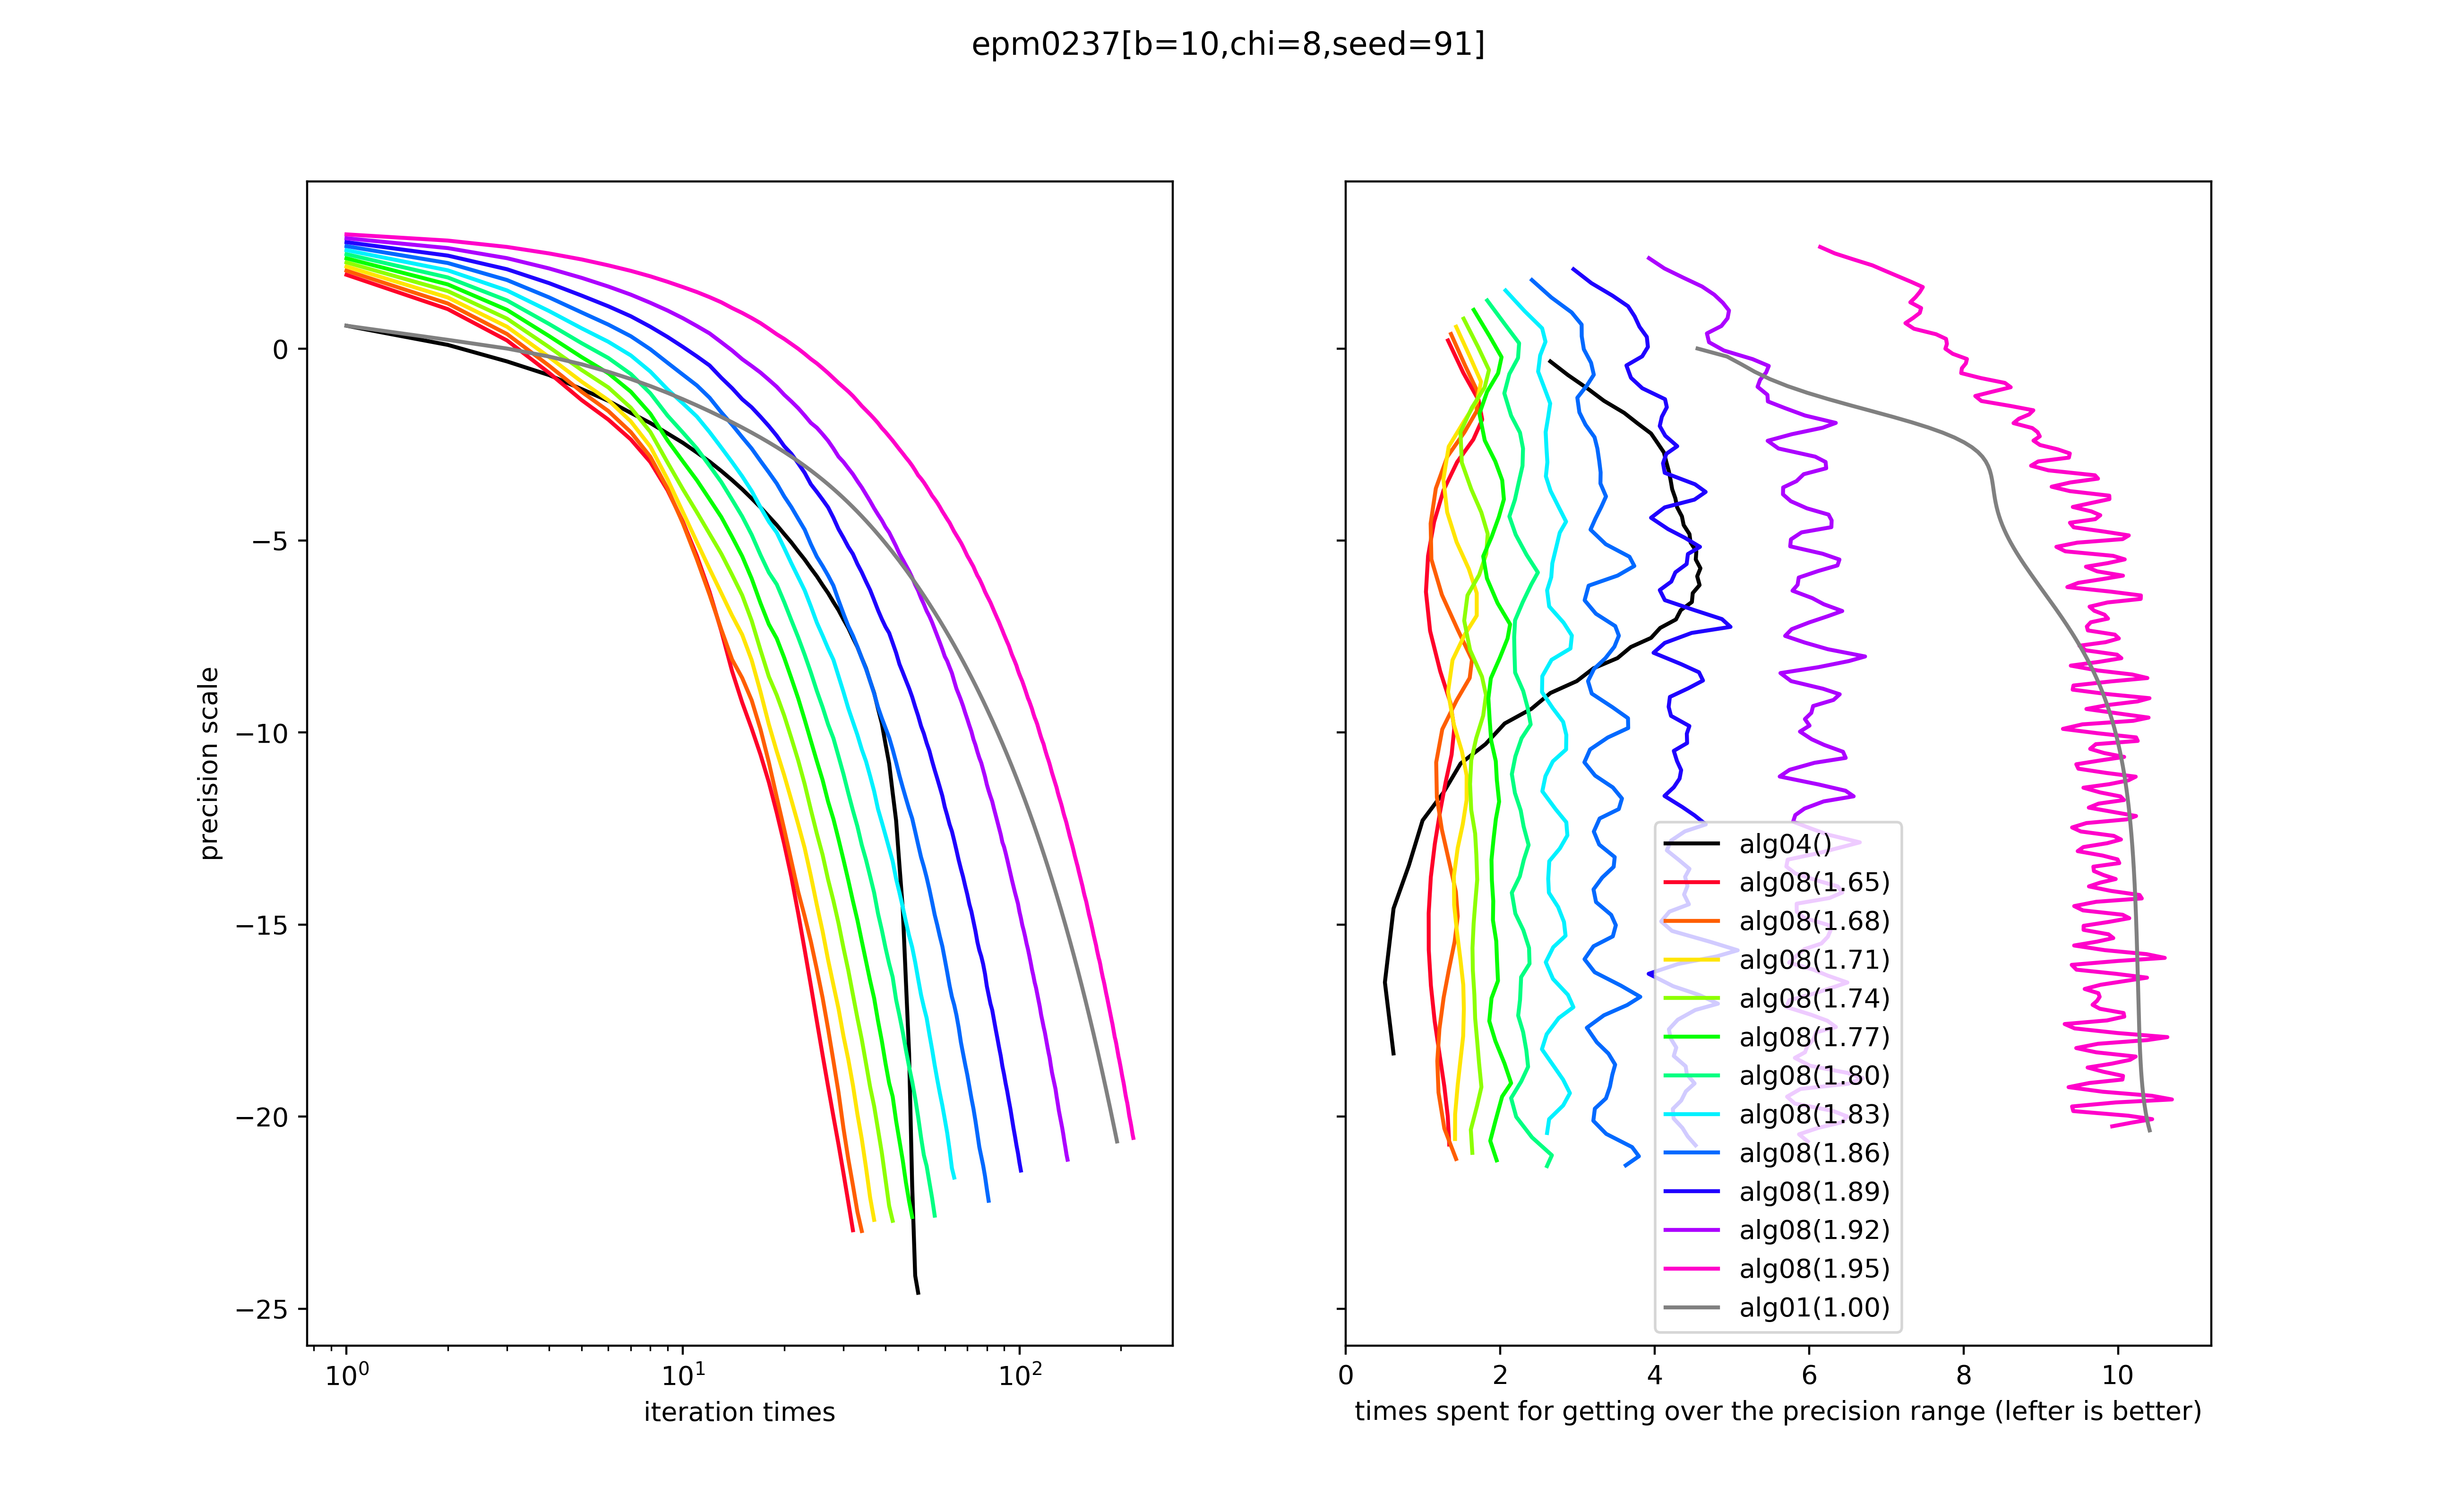 epm0237[b=10,chi=8,seed=91]
precision scale
0
−5
−10
−15
−20
−25
10⁰
10¹
10²
iteration times
0
2
4
6
8
10
times spent for getting over the precision range (lefter is better)
alg04()
alg08(1.65)
alg08(1.68)
alg08(1.71)
alg08(1.74)
alg08(1.77)
alg08(1.80)
alg08(1.83)
alg08(1.86)
alg08(1.89)
alg08(1.92)
alg08(1.95)
alg01(1.00)